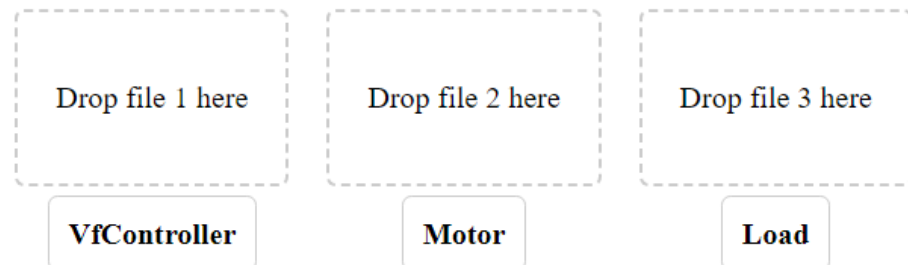 Drop file 1 here
Drop file 2 here
Drop file 3 here
VfController
Motor
Load